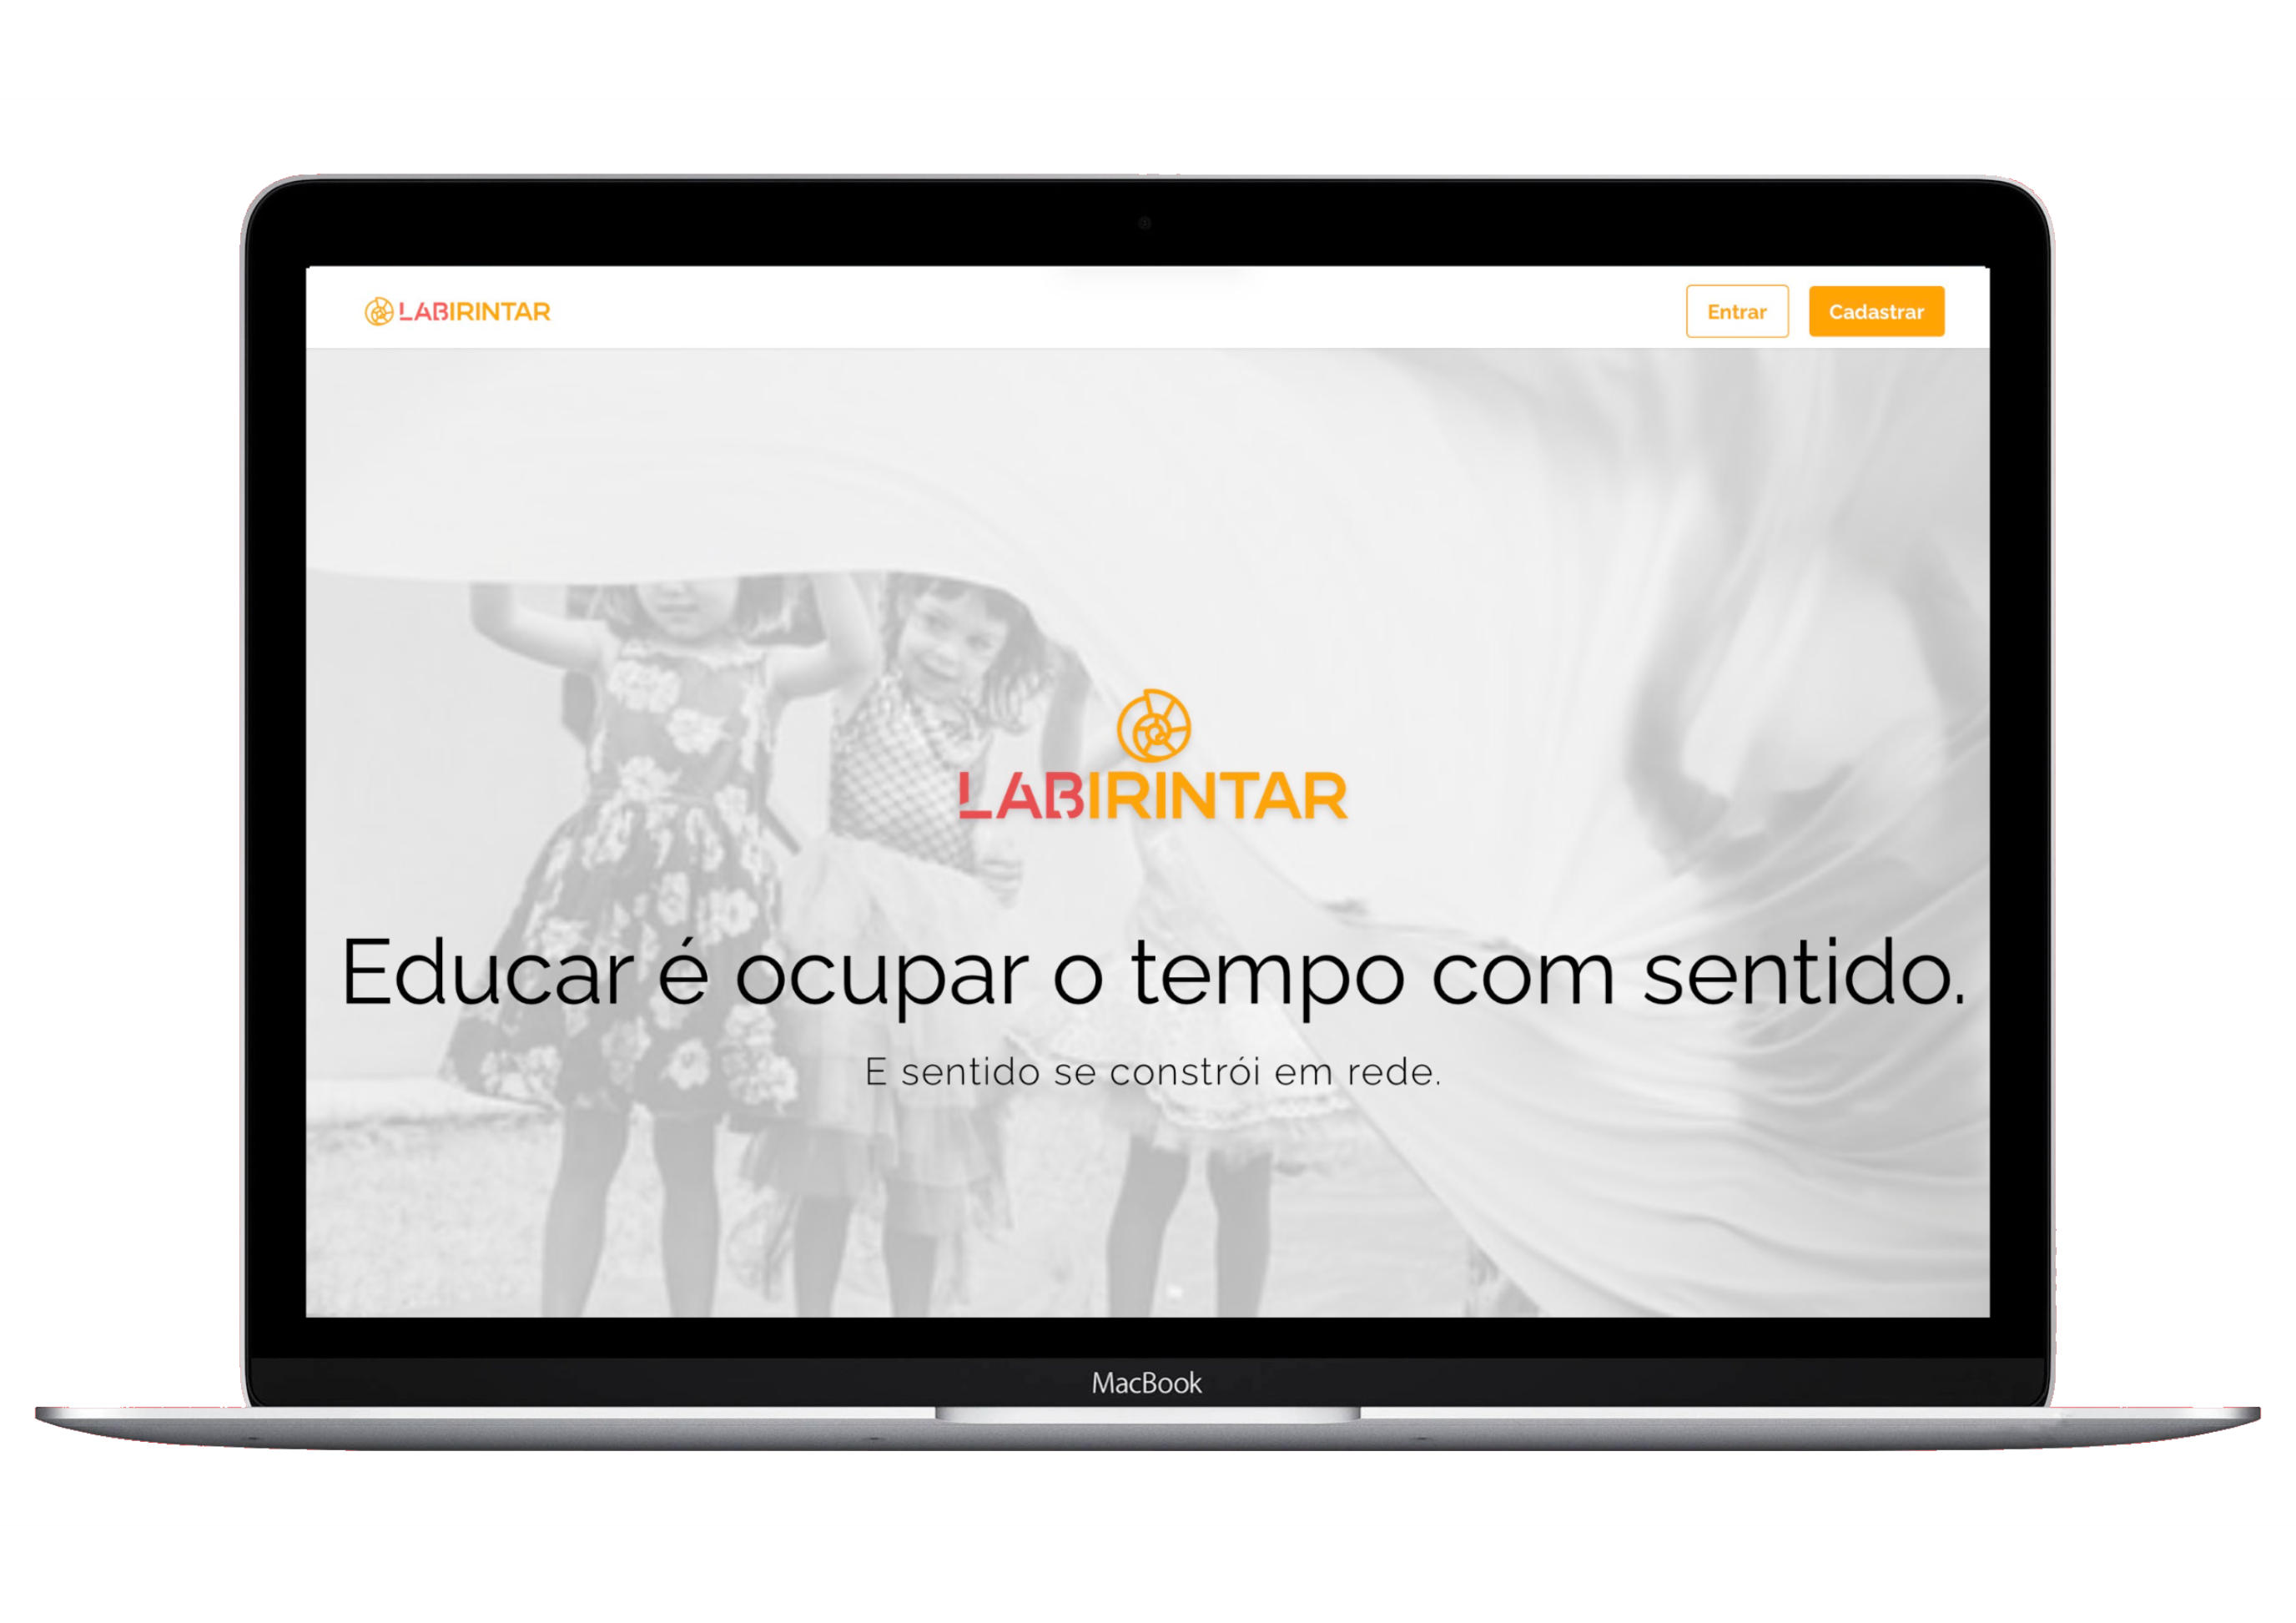 LABIRINTAR
Entrar
Cadastrar
LABIRINTAR
Educar é ocupar o tempo com sentido.
E sentido se constrói em rede.
MacBook